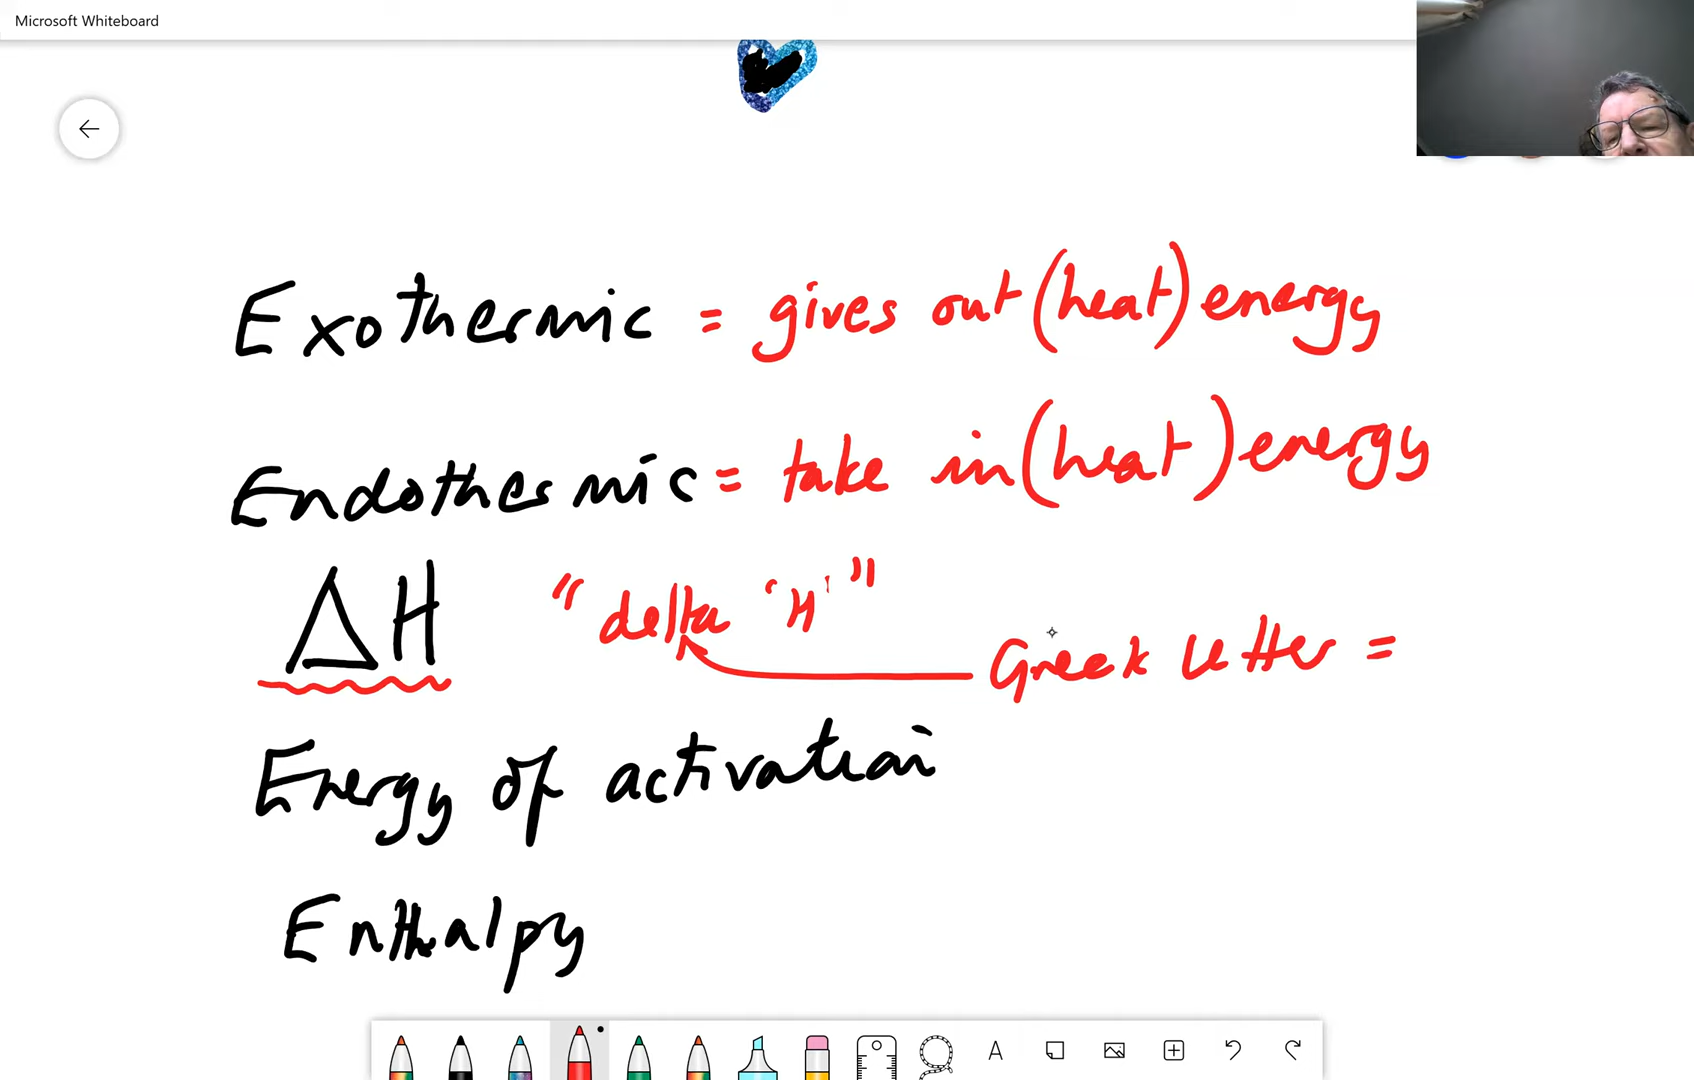 Microsoft Whiteboard
Exothermic = gives out (heat) energy
Endothermic = take in (heat) energy
ΔH "delta 'H'"
Greek letter =
Energy of activation
Enthalpy
A